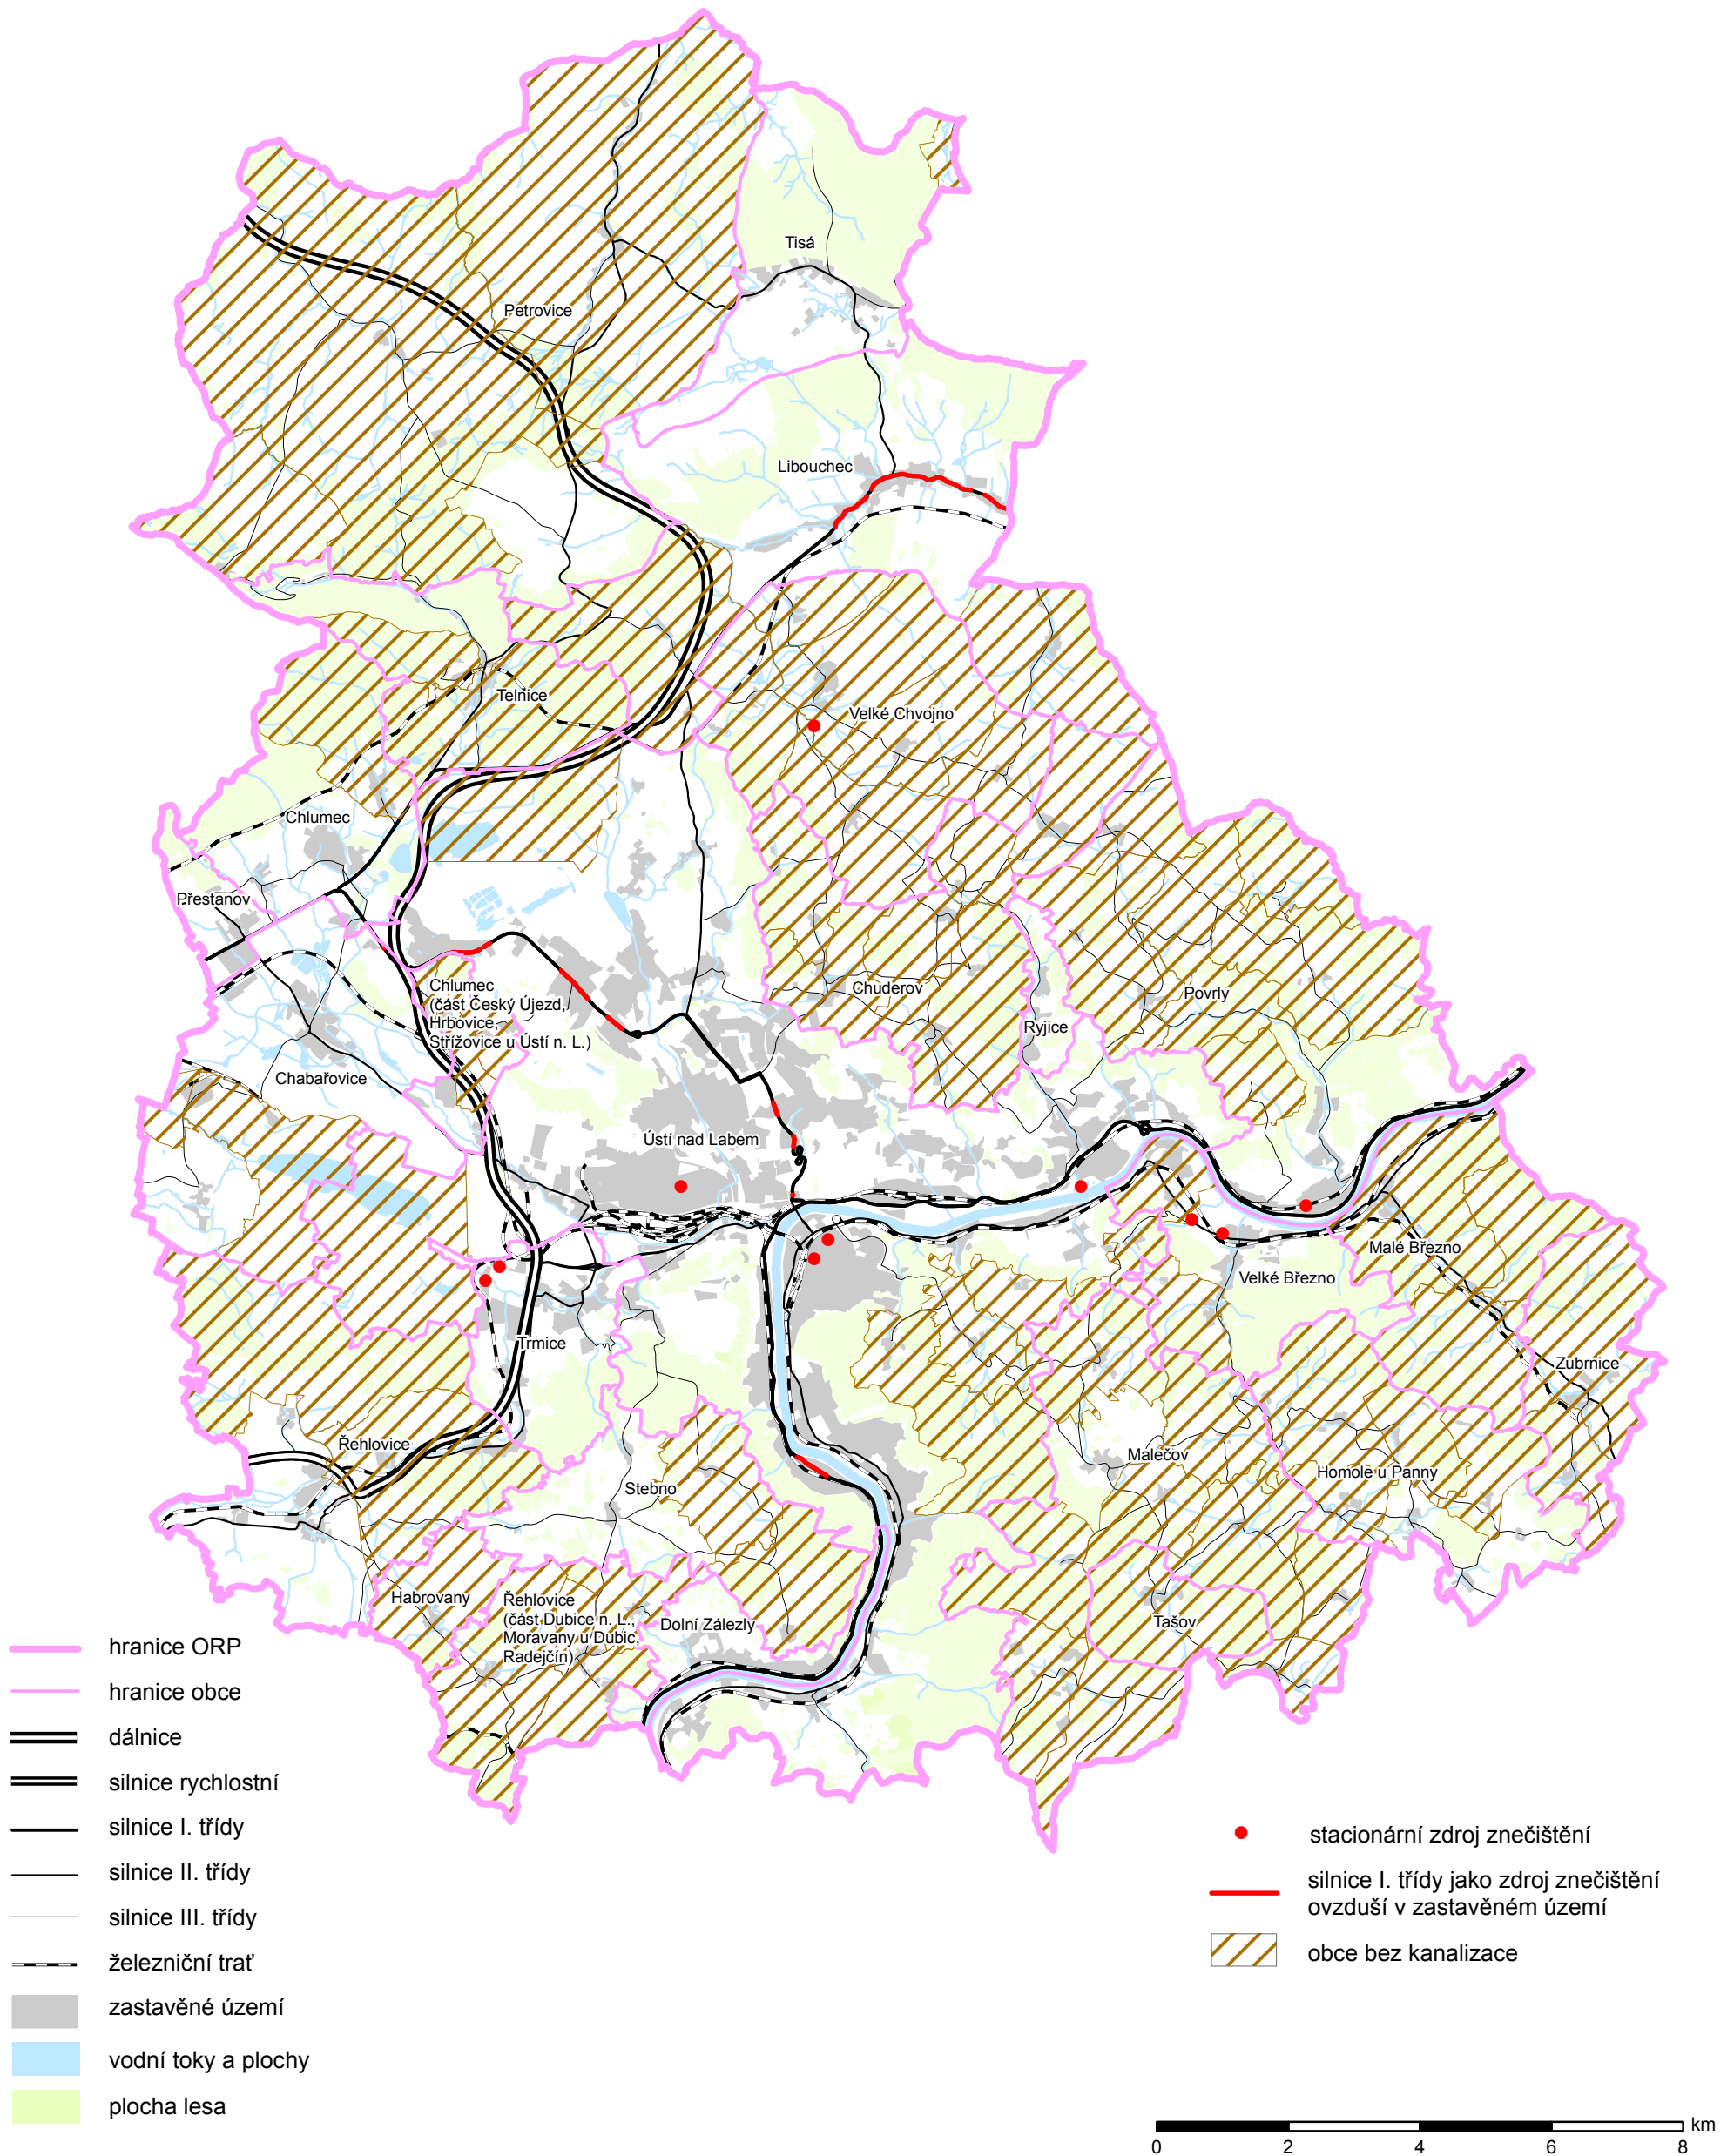 Tisá
Petrovice
Libouchec
Telnice
Velké Chvojno
Chlumec
Přestanov
Chlumec
(část Český Újezd,
Hrbovice,
Střížovice u Ústí n. L.)
Chuderov
Povrly
Ryjice
Chabařovice
Ústí nad Labem
Malé Březno
Velké Březno
Trmice
Zubrnice
Řehlovice
Malečov
Homole u Panny
Stebno
Habrovany
Řehlovice
(část Dubice n. L.,
Moravany u Dubic,
Radejčín)
Dolní Zálezly
Tašov
hranice ORP
hranice obce
dálnice
silnice rychlostní
silnice I. třídy
silnice II. třídy
silnice III. třídy
železniční trať
zastavěné území
vodní toky a plochy
plocha lesa
stacionární zdroj znečištění
silnice I. třídy jako zdroj znečištění
ovzduší v zastavěném území
obce bez kanalizace
km
0 2 4 6 8